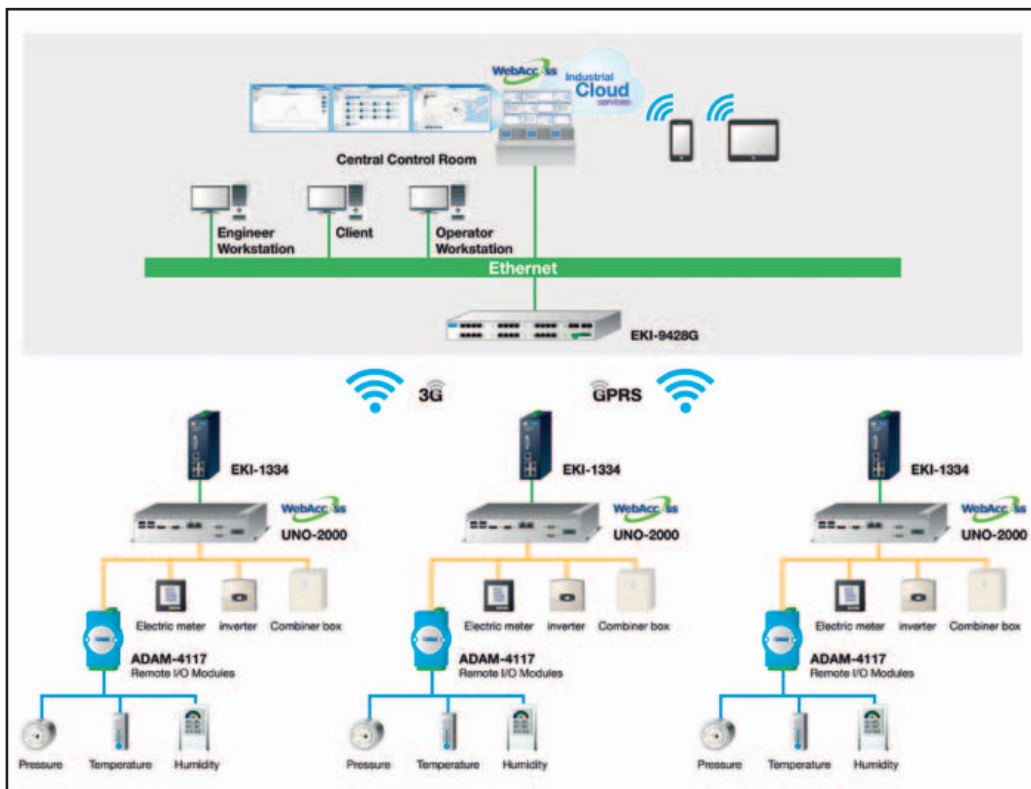 WebAccess
Industrial
Cloud
services
Central Control Room
Engineer
Workstation
Client
Operator
Workstation
Ethernet
EKI-9428G
3G
GPRS
EKI-1334
EKI-1334
EKI-1334
WebAccess
UNO-2000
WebAccess
UNO-2000
WebAccess
UNO-2000
Electric meter
inverter
Combiner box
Electric meter
inverter
Combiner box
Electric meter
inverter
Combiner box
ADAM-4117
Remote I/O Modules
ADAM-4117
Remote I/O Modules
ADAM-4117
Remote I/O Modules
Pressure
Temperature
Humidity
Pressure
Temperature
Humidity
Pressure
Temperature
Humidity